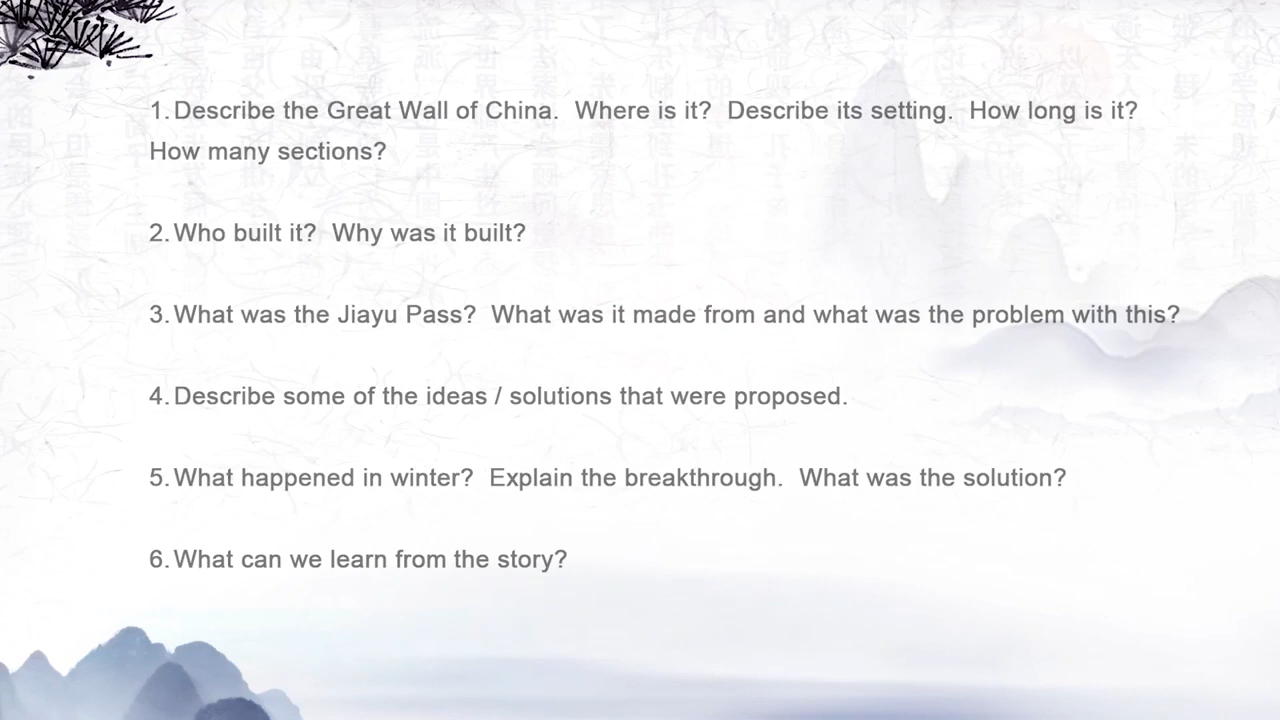 1. Describe the Great Wall of China.  Where is it?  Describe its setting.  How long is it?
How many sections?
2. Who built it?  Why was it built?
3. What was the Jiayu Pass?  What was it made from and what was the problem with this?
4. Describe some of the ideas / solutions that were proposed.
5. What happened in winter?  Explain the breakthrough.  What was the solution?
6. What can we learn from the story?